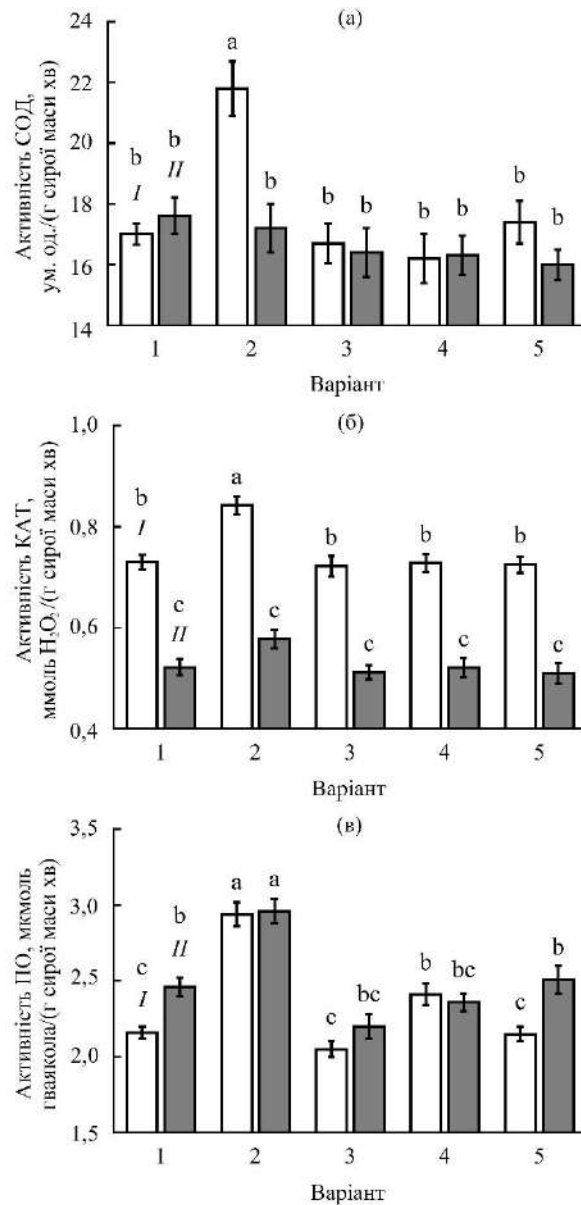 (а)
Активність СОД,
ум. од./(г сирої маси хв)
24
22
20
18
16
14
b
I
b
II
a
b
b
b
b
b
b
b
1
2
3
4
5
Варіант
(б)
Активність КАТ,
ммоль H₂O₂/(г сирої маси хв)
1,0
0,8
0,6
0,4
b
I
c
II
a
c
b
c
b
c
b
c
1
2
3
4
5
Варіант
(в)
Активність ПО, мкмоль
гваякола/(г сирої маси хв)
3,5
3,0
2,5
2,0
1,5
c
I
b
II
a
a
c
bc
b
bc
c
b
1
2
3
4
5
Варіант